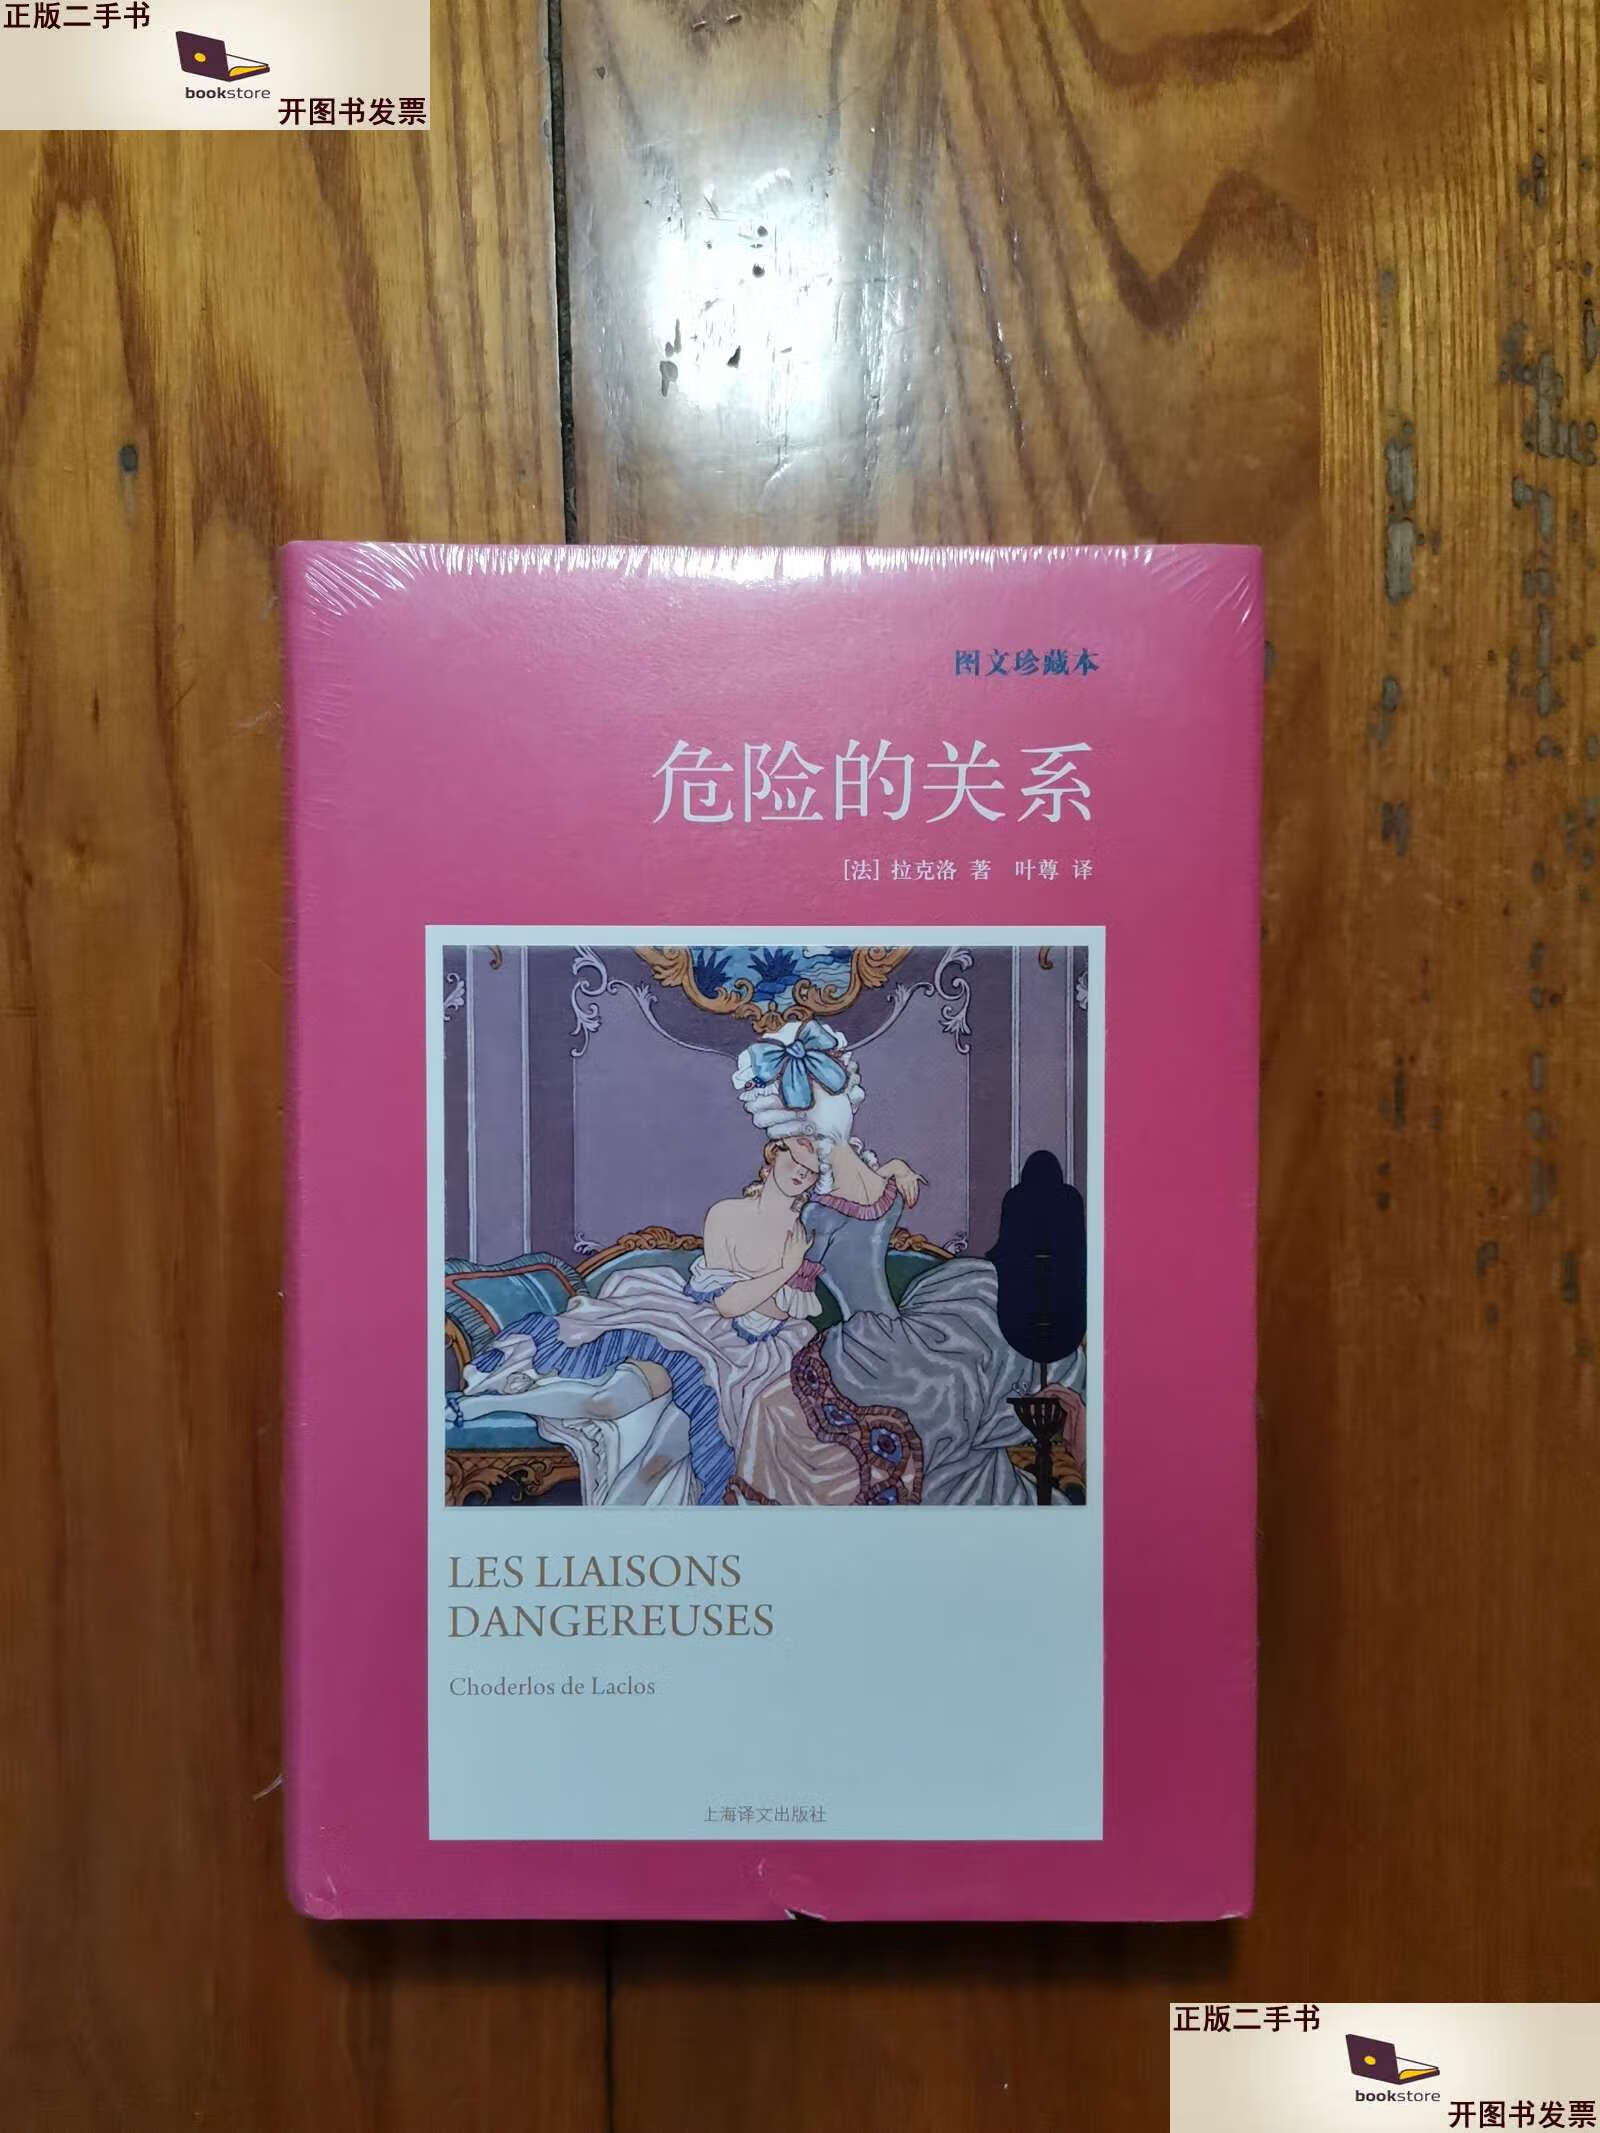 正版二手书
bookstore
开图书发票
图文珍藏本
危险的关系
[法] 拉克洛 著 叶尊 译
LES LIAISONS
DANGEREUSES
Choderlos de Laclos
上海译文出版社
正版二手书
bookstore
开图书发票